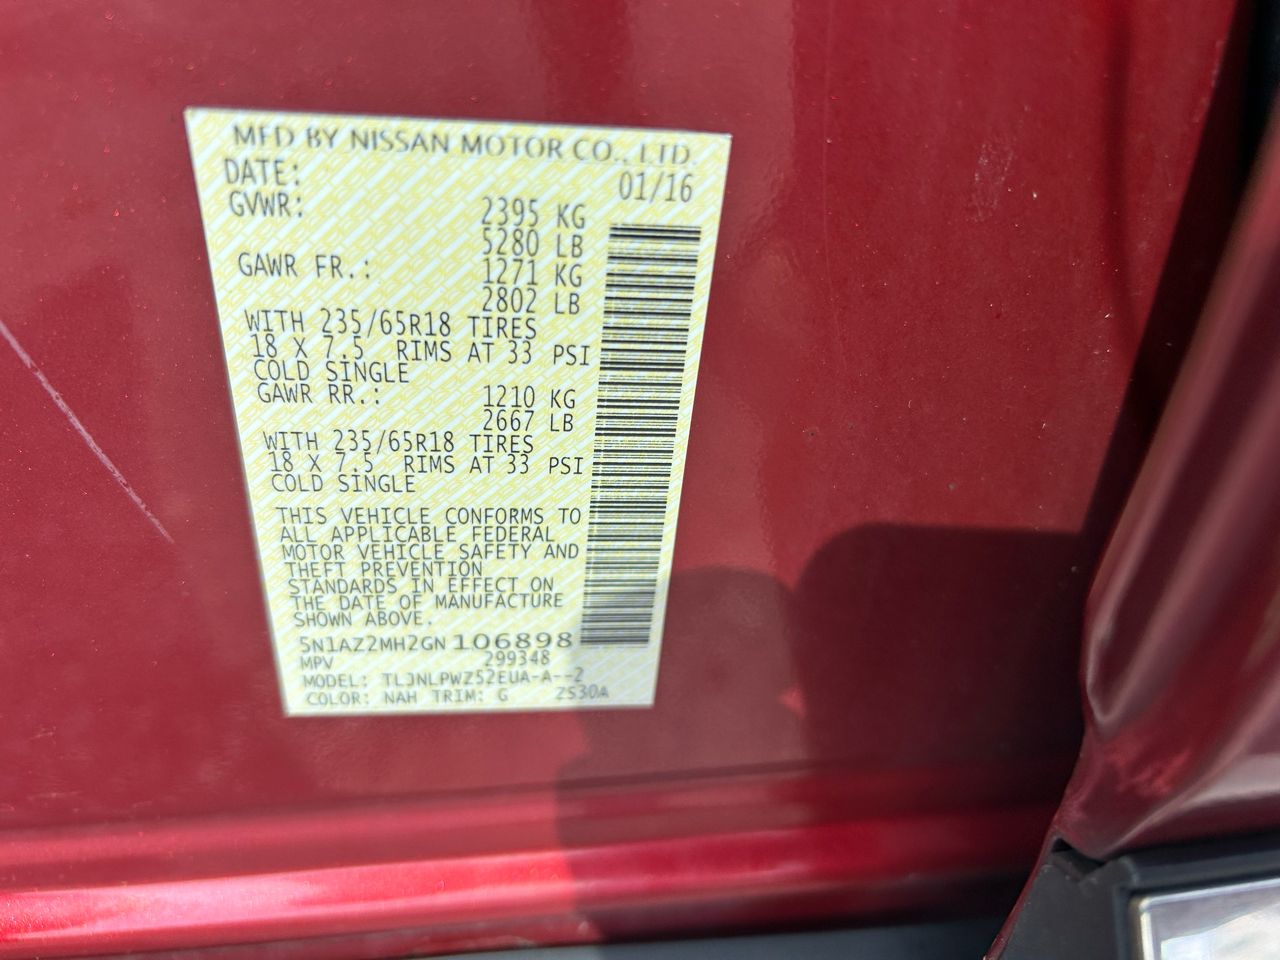 MFD BY NISSAN MOTOR CO., LTD.
DATE: 01/16
GVWR: 2395 KG
5280 LB
GAWR FR.: 1271 KG
2802 LB
WITH 235/65R18 TIRES
18 X 7.5 RIMS AT 33 PSI
COLD SINGLE
GAWR RR.: 1210 KG
2667 LB
WITH 235/65R18 TIRES
18 X 7.5 RIMS AT 33 PSI
COLD SINGLE
THIS VEHICLE CONFORMS TO
ALL APPLICABLE FEDERAL
MOTOR VEHICLE SAFETY AND
THEFT PREVENTION
STANDARDS IN EFFECT ON
THE DATE OF MANUFACTURE
SHOWN ABOVE.
5N1AZ2MH2GN106898
MPV 299348
MODEL: TLJNLPWZ52EUA-A--2
COLOR: NAH TRIM: G ZS30A